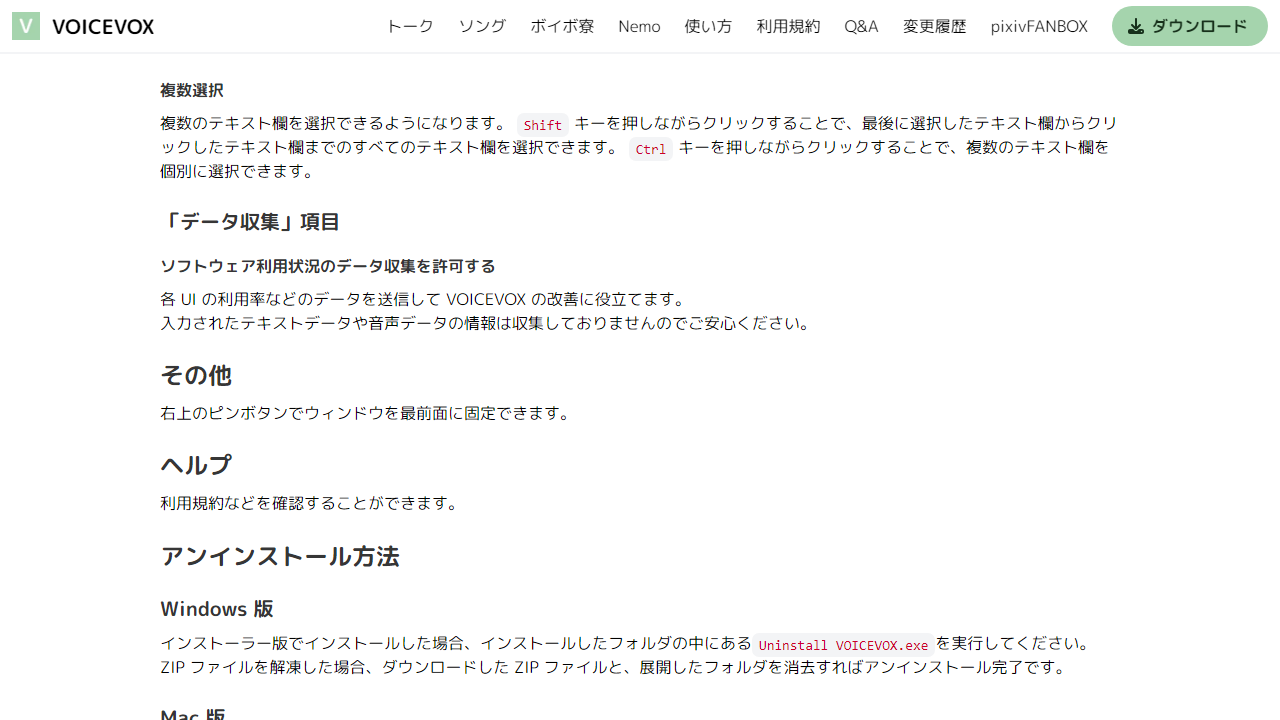 V VOICEVOX トーク ソング ボイボ寮 Nemo 使い方 利用規約 Q&A 変更履歴 pixivFANBOX ダウンロード
複数選択
複数のテキスト欄を選択できるようになります。 Shift キーを押しながらクリックすることで、最後に選択したテキスト欄からクリ
ックしたテキスト欄までのすべてのテキスト欄を選択できます。 Ctrl キーを押しながらクリックすることで、複数のテキスト欄を
個別に選択できます。
「データ収集」項目
ソフトウェア利用状況のデータ収集を許可する
各 UI の利用率などのデータを送信して VOICEVOX の改善に役立てます。
入力されたテキストデータや音声データの情報は収集しておりませんのでご安心ください。
その他
右上のピンボタンでウィンドウを最前面に固定できます。
ヘルプ
利用規約などを確認することができます。
アンインストール方法
Windows 版
インストーラー版でインストールした場合、インストールしたフォルダの中にある Uninstall VOICEVOX.exe を実行してください。
ZIP ファイルを解凍した場合、ダウンロードした ZIP ファイルと、展開したフォルダを消去すればアンインストール完了です。
Mac 版